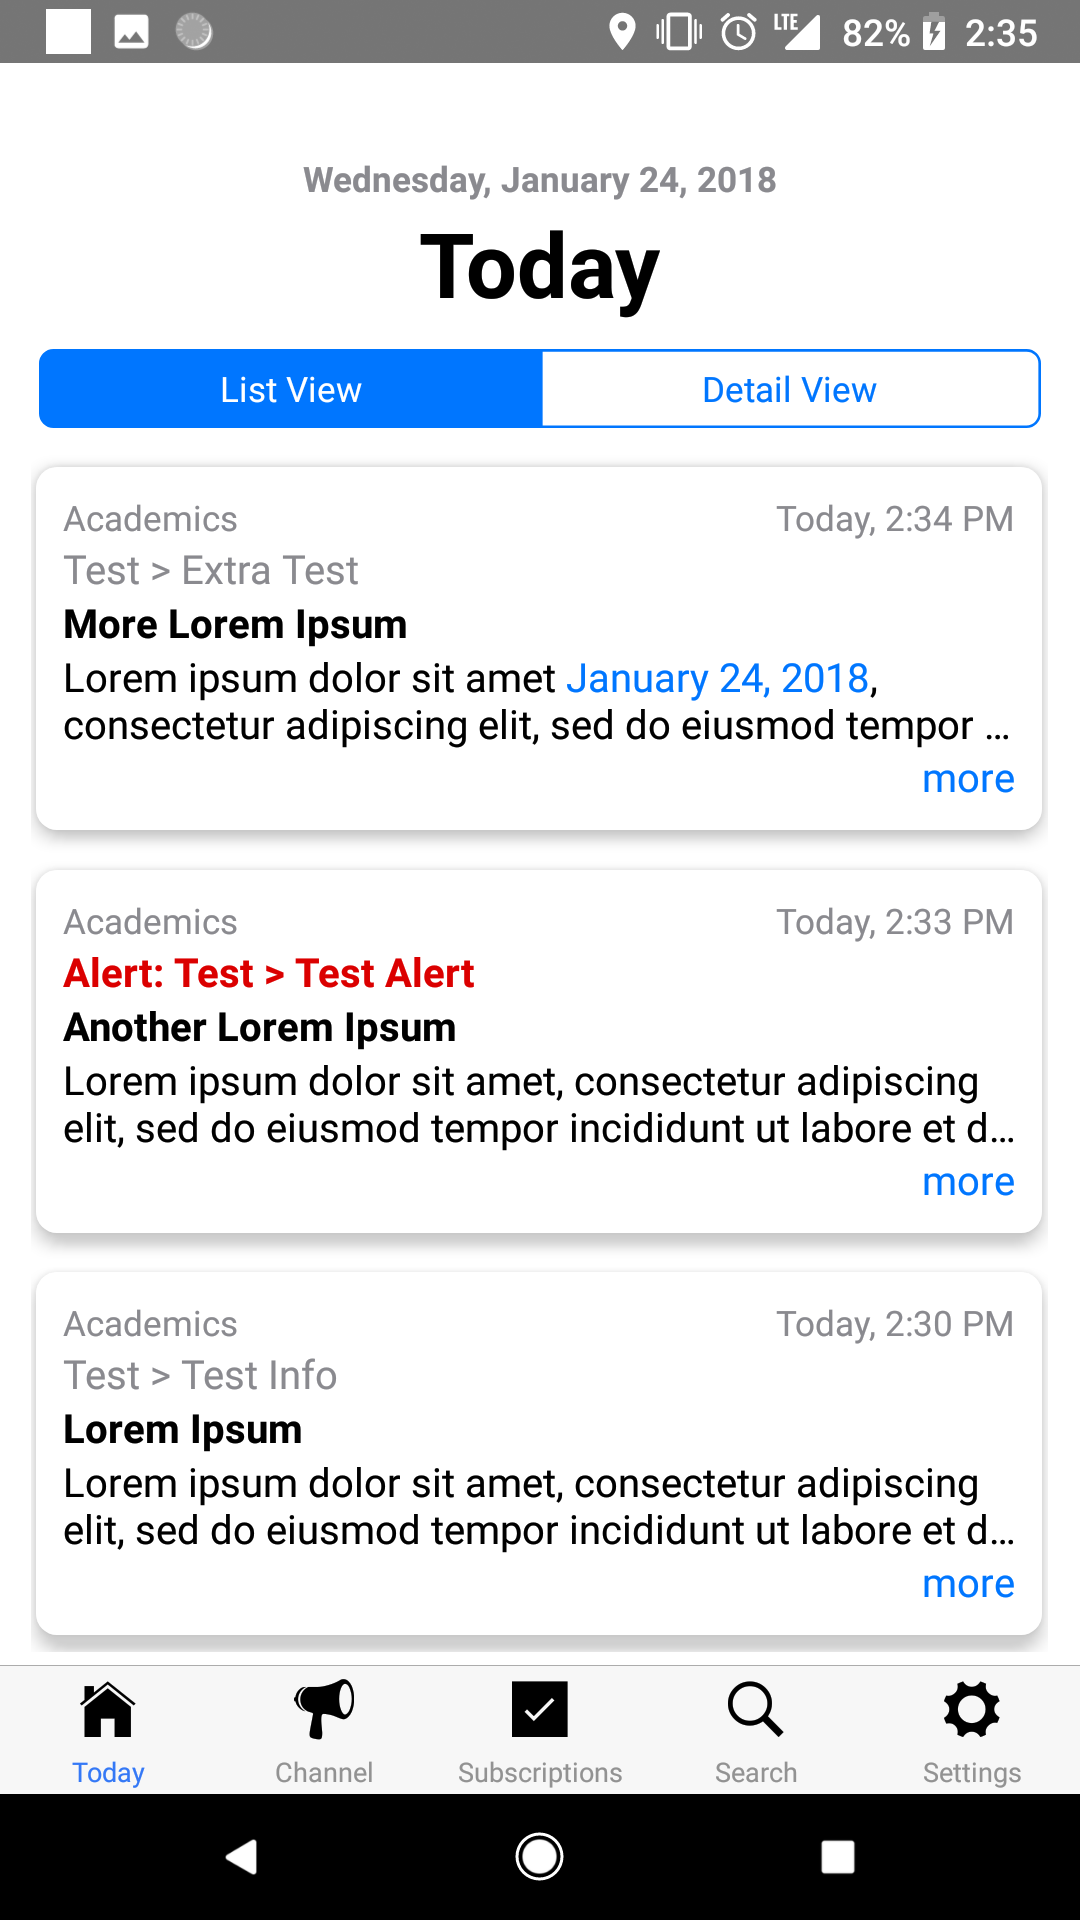 LTE 82% 2:35
Wednesday, January 24, 2018
Today
List View Detail View
Academics Today, 2:34 PM
Test > Extra Test
More Lorem Ipsum
Lorem ipsum dolor sit amet January 24, 2018,
consectetur adipiscing elit, sed do eiusmod tempor ...
more
Academics Today, 2:33 PM
Alert: Test > Test Alert
Another Lorem Ipsum
Lorem ipsum dolor sit amet, consectetur adipiscing
elit, sed do eiusmod tempor incididunt ut labore et d...
more
Academics Today, 2:30 PM
Test > Test Info
Lorem Ipsum
Lorem ipsum dolor sit amet, consectetur adipiscing
elit, sed do eiusmod tempor incididunt ut labore et d...
more
Today Channel Subscriptions Search Settings